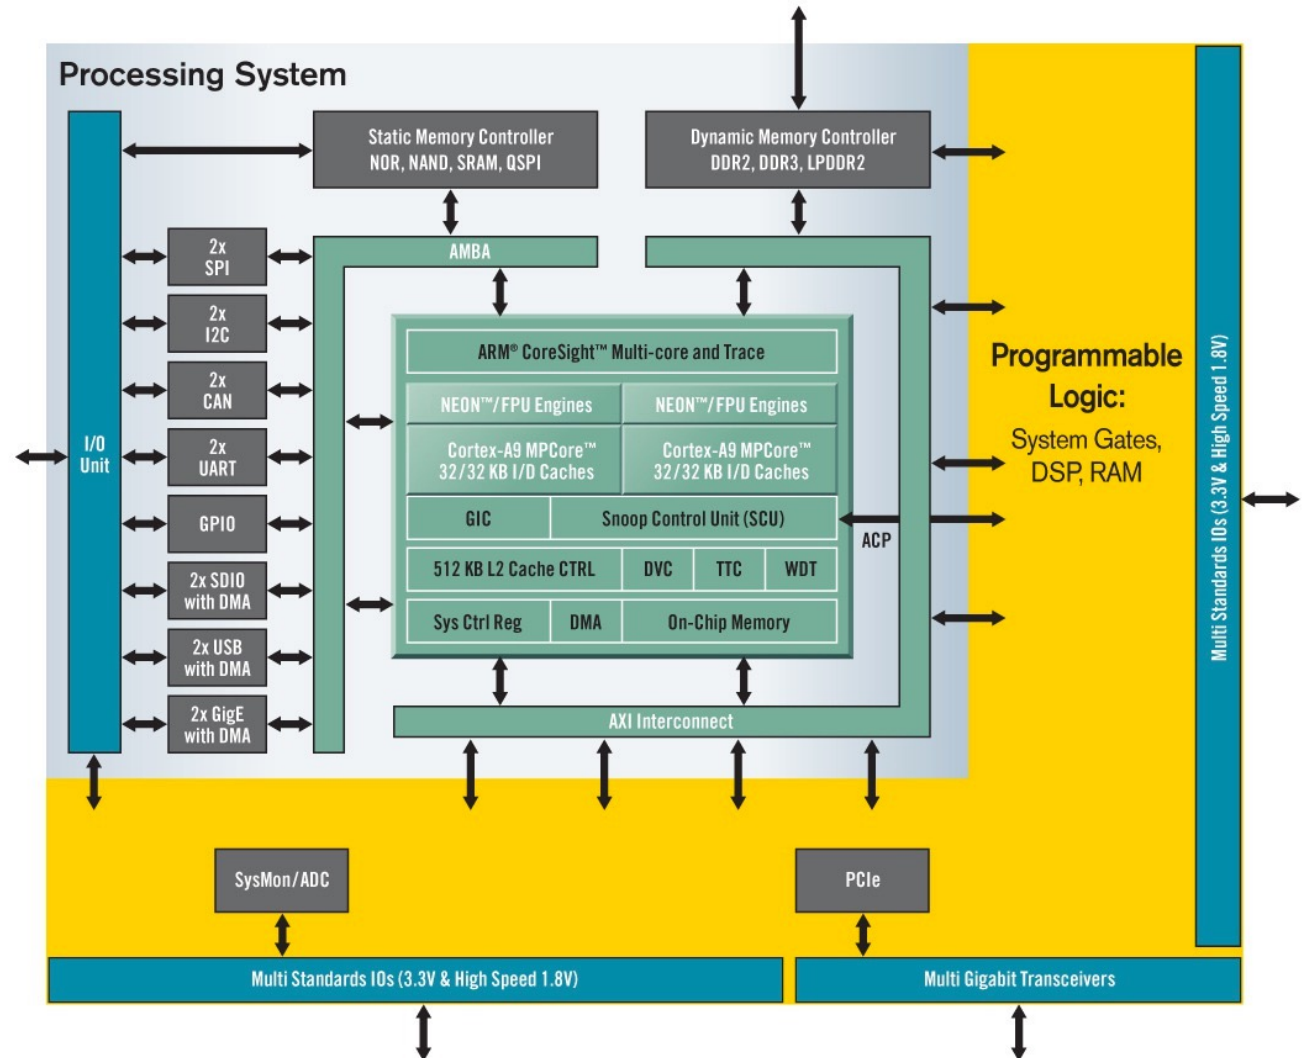 Processing System
Static Memory Controller
NOR, NAND, SRAM, QSPI
Dynamic Memory Controller
DDR2, DDR3, LPDDR2
AMBA
2x
SPI
2x
I2C
2x
CAN
2x
UART
GPIO
2x SDIO
with DMA
2x USB
with DMA
2x GigE
with DMA
I/O
Unit
ARM® CoreSight™ Multi-core and Trace
NEON™/FPU Engines
NEON™/FPU Engines
Cortex-A9 MPCore™
32/32 KB I/D Caches
Cortex-A9 MPCore™
32/32 KB I/D Caches
GIC
Snoop Control Unit (SCU)
ACP
512 KB L2 Cache CTRL
DVC
TTC
WDT
Sys Ctrl Reg
DMA
On-Chip Memory
AXI Interconnect
Programmable
Logic:
System Gates,
DSP, RAM
Multi Standards IOs (3.3V & High Speed 1.8V)
SysMon/ADC
PCIe
Multi Standards IOs (3.3V & High Speed 1.8V)
Multi Gigabit Transceivers